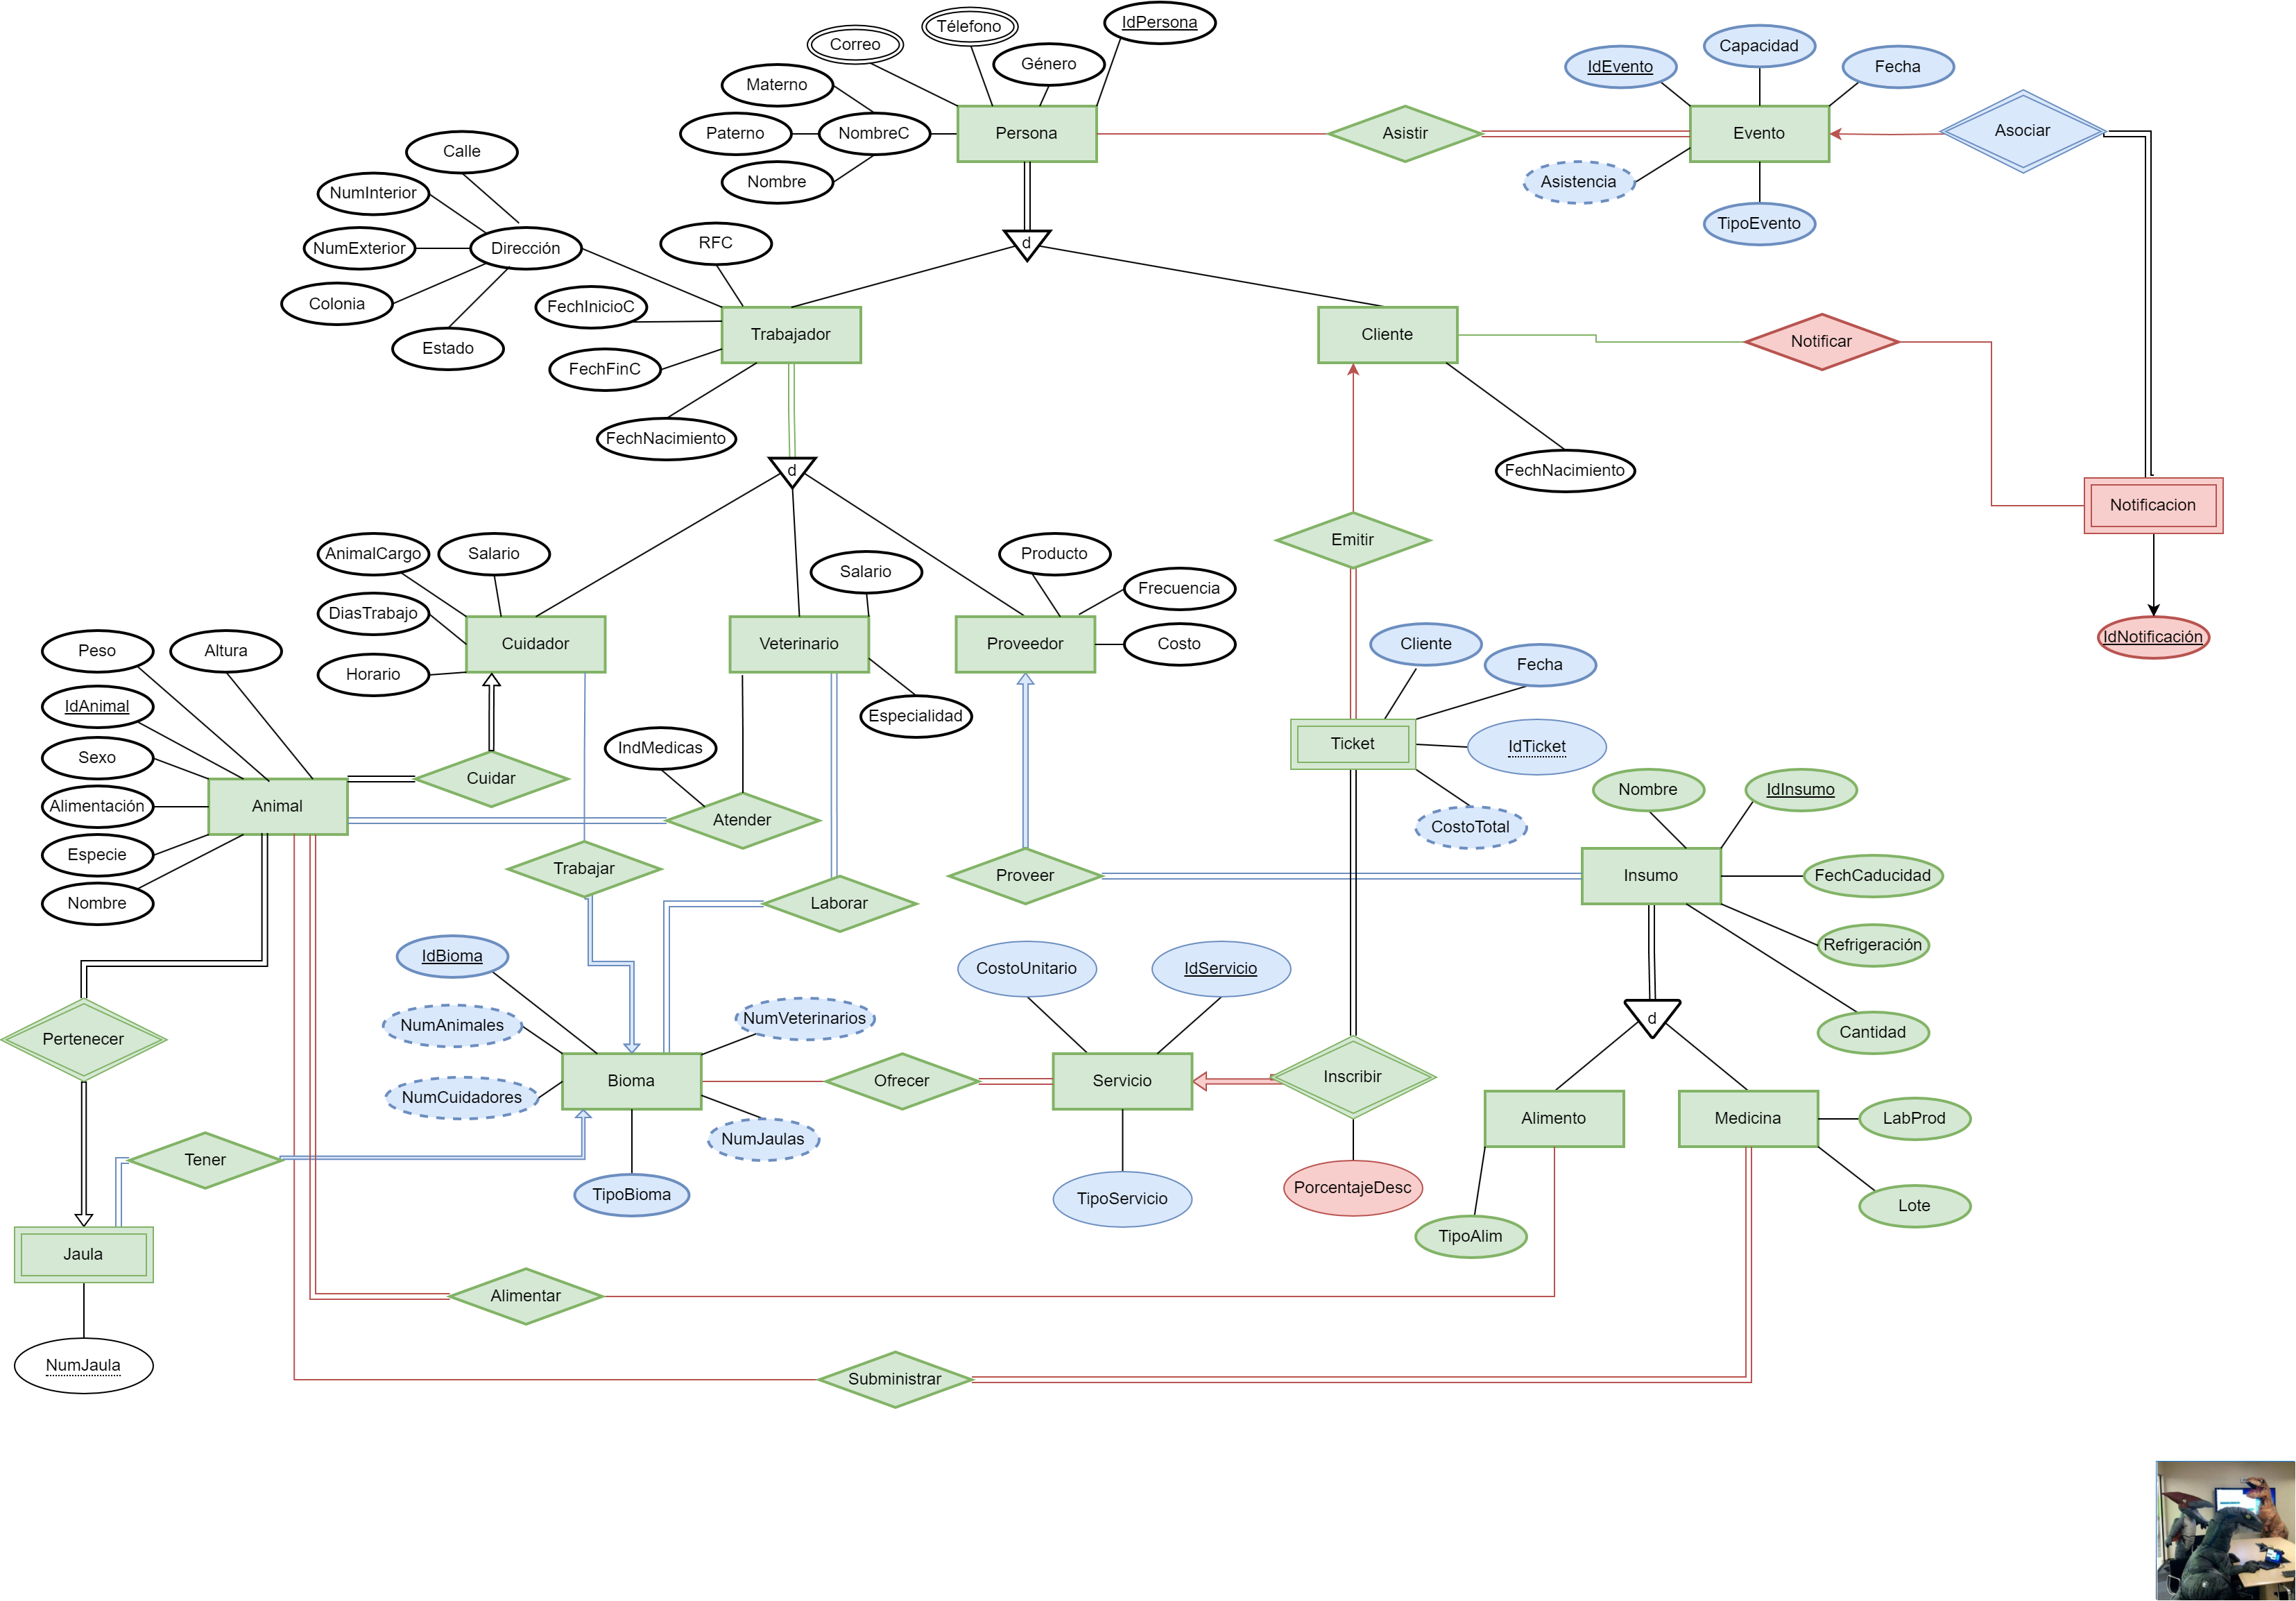 IdPersona
Télefono
Correo
Género
Materno
Paterno
NombreC
Nombre
Persona
Asistir
IdEvento
Capacidad
Fecha
Evento
Asociar
Asistencia
TipoEvento
Calle
NumInterior
NumExterior
Dirección
Colonia
Estado
RFC
d
FechInicioC
Trabajador
Cliente
Notificar
FechFinC
FechNacimiento
d
FechNacimiento
Notificacion
Emitir
AnimalCargo
Salario
Salario
Producto
Frecuencia
DiasTrabajo
Horario
Cuidador
Veterinario
Proveedor
Costo
Cliente
Fecha
IdNotificación
Peso
Altura
IdAnimal
Sexo
Alimentación
Especie
Nombre
Animal
Cuidar
IndMedicas
Especialidad
Atender
Ticket
IdTicket
CostoTotal
Nombre
IdInsumo
Trabajar
Laborar
Proveer
Insumo
FechCaducidad
Refrigeración
Cantidad
IdBioma
NumAnimales
NumVeterinarios
CostoUnitario
IdServicio
d
Pertenecer
Bioma
Ofrecer
Servicio
Inscribir
NumCuidadores
NumJaulas
Alimento
Medicina
LabProd
Tener
TipoBioma
TipoServicio
PorcentajeDesc
Lote
TipoAlim
Jaula
Alimentar
NumJaula
Subministrar